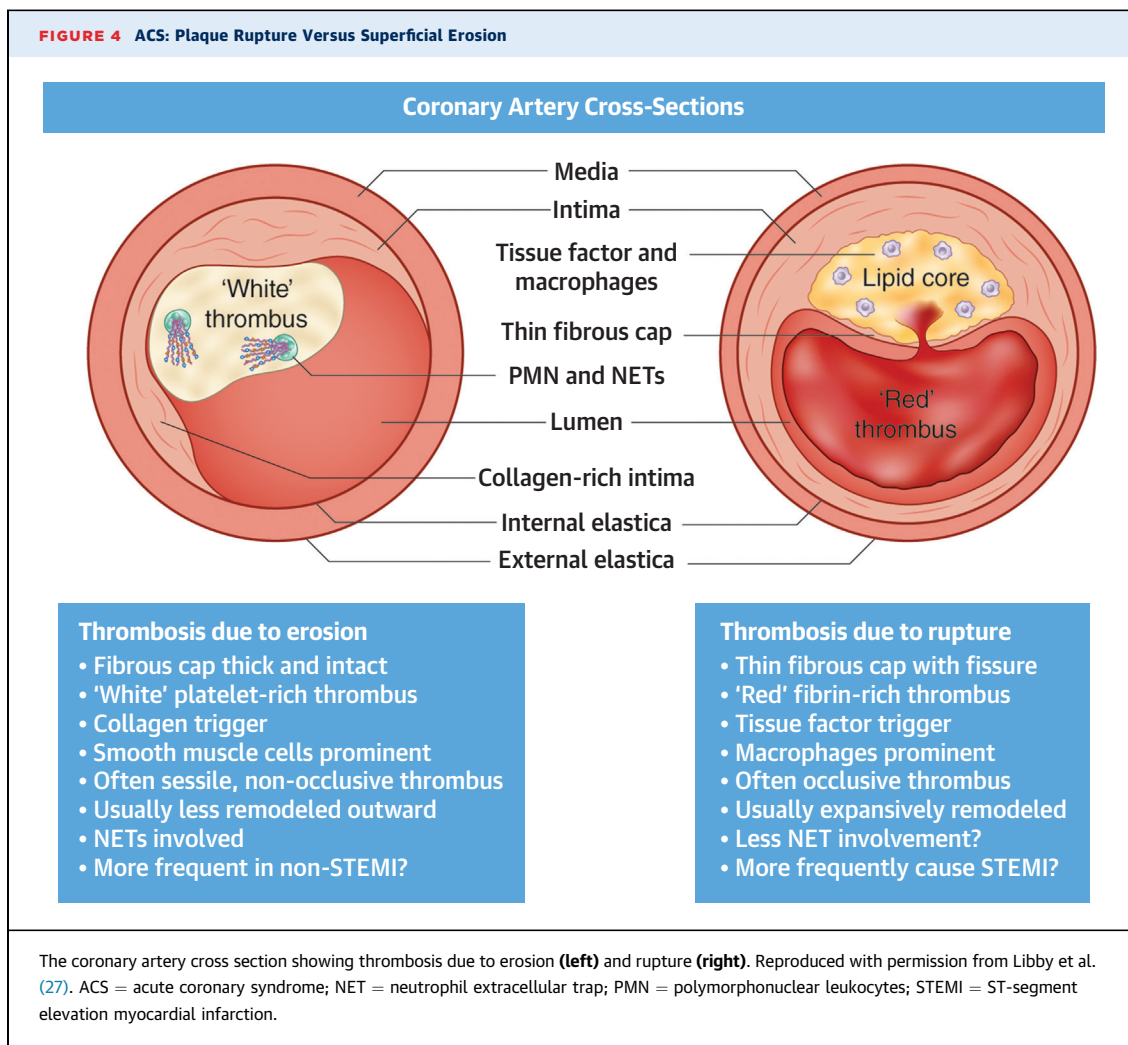 FIGURE 4 ACS: Plaque Rupture Versus Superficial Erosion
Coronary Artery Cross-Sections
Media
Intima
Tissue factor and
macrophages
Thin fibrous cap
PMN and NETs
Lumen
Collagen-rich intima
Internal elastica
External elastica
'White'
thrombus
Lipid core
'Red'
thrombus
Thrombosis due to erosion
• Fibrous cap thick and intact
• 'White' platelet-rich thrombus
• Collagen trigger
• Smooth muscle cells prominent
• Often sessile, non-occlusive thrombus
• Usually less remodeled outward
• NETs involved
• More frequent in non-STEMI?
Thrombosis due to rupture
• Thin fibrous cap with fissure
• 'Red' fibrin-rich thrombus
• Tissue factor trigger
• Macrophages prominent
• Often occlusive thrombus
• Usually expansively remodeled
• Less NET involvement?
• More frequently cause STEMI?
The coronary artery cross section showing thrombosis due to erosion (left) and rupture (right). Reproduced with permission from Libby et al.
(27). ACS = acute coronary syndrome; NET = neutrophil extracellular trap; PMN = polymorphonuclear leukocytes; STEMI = ST-segment
elevation myocardial infarction.